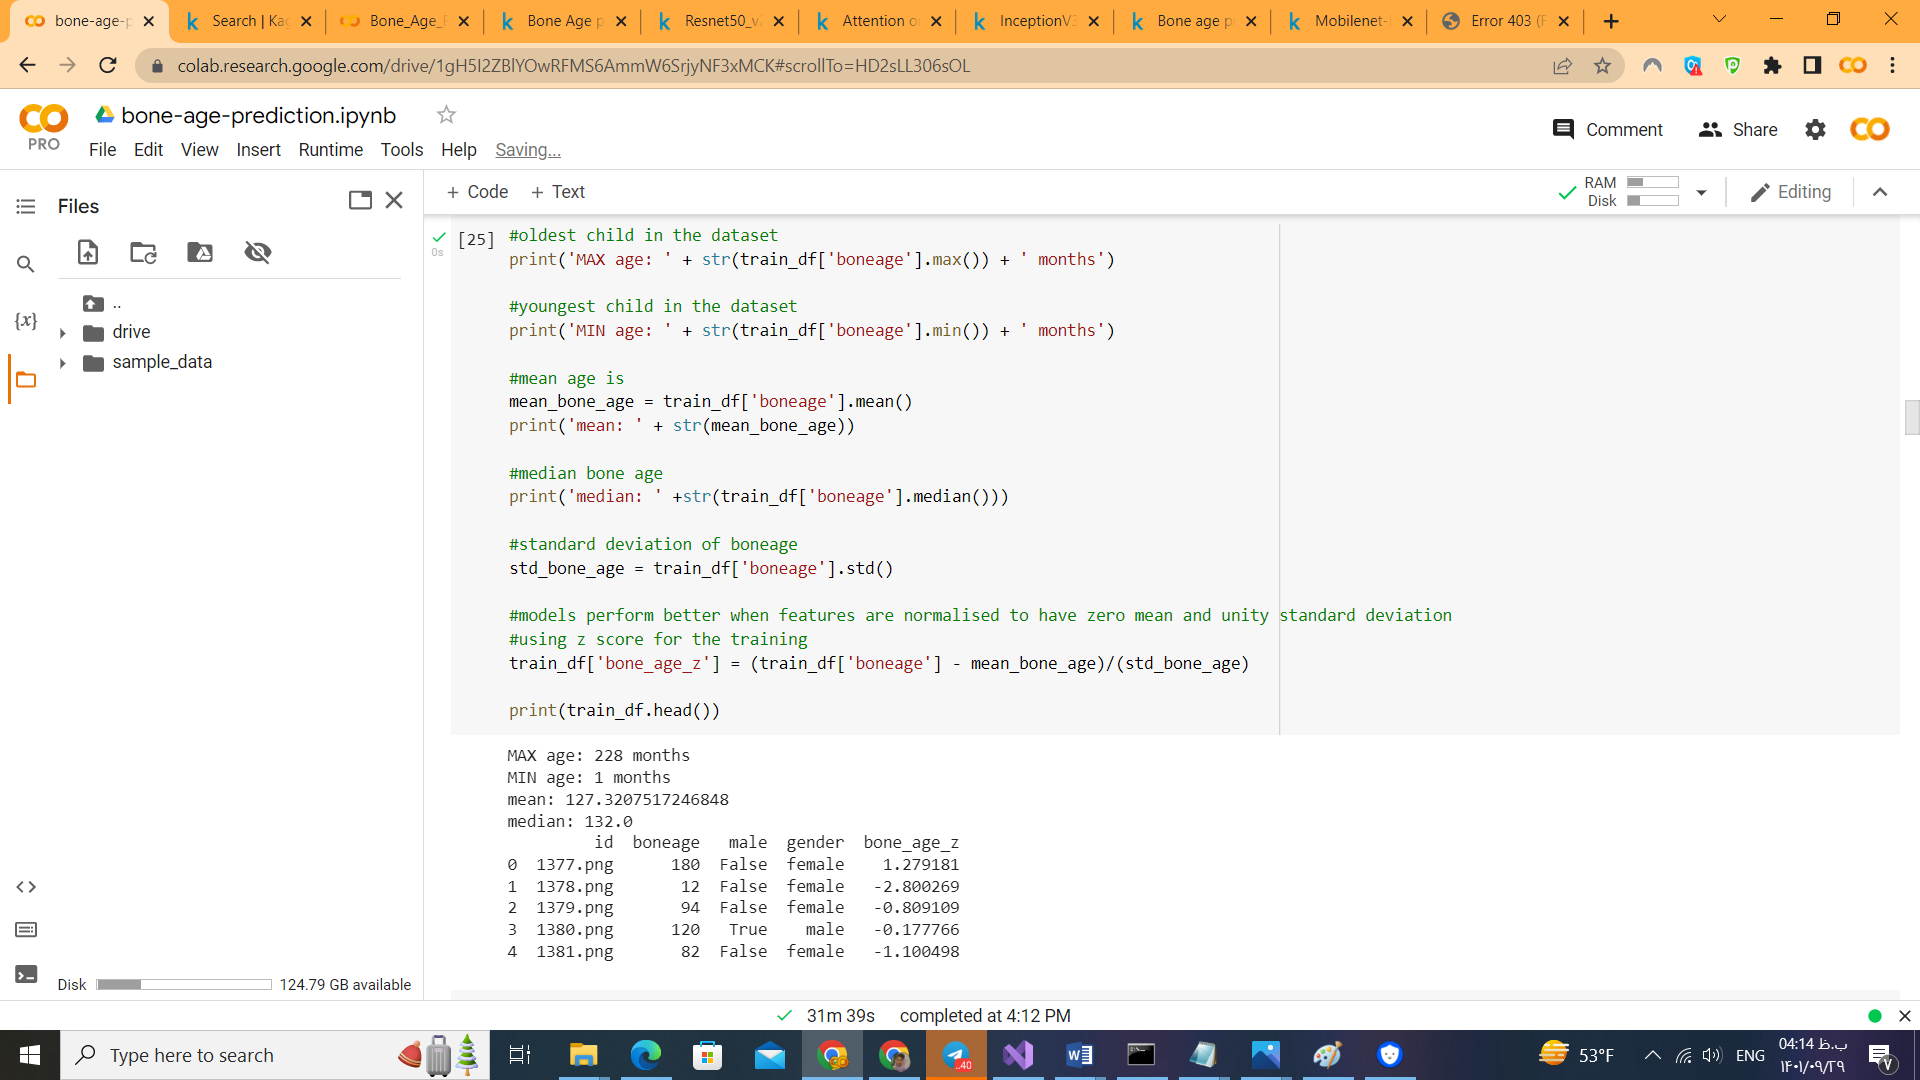 bone-age-p
Search | Kag
Bone_Age_P
Bone Age p
Resnet50_v2
Attention o
InceptionV3
Bone age p
Mobilenet-
Error 403 (F
colab.research.google.com/drive/1gH5I2ZBlYOwRFMS6AmmW6SrjyNF3xMCK#scrollTo=HD2sLL306sOL
PRO
bone-age-prediction.ipynb
File Edit View Insert Runtime Tools Help Saving...
Comment
Share
Files
+ Code + Text
RAM
Disk
Editing
..
drive
sample_data
{x}
0s
[25] #oldest child in the dataset
print('MAX age: ' + str(train_df['boneage'].max()) + ' months')
#youngest child in the dataset
print('MIN age: ' + str(train_df['boneage'].min()) + ' months')
#mean age is
mean_bone_age = train_df['boneage'].mean()
print('mean: ' + str(mean_bone_age))
#median bone age
print('median: ' +str(train_df['boneage'].median()))
#standard deviation of boneage
std_bone_age = train_df['boneage'].std()
#models perform better when features are normalised to have zero mean and unity standard deviation
#using z score for the training
train_df['bone_age_z'] = (train_df['boneage'] - mean_bone_age)/(std_bone_age)
print(train_df.head())
MAX age: 228 months
MIN age: 1 months
mean: 127.3207517246848
median: 132.0
id boneage male gender bone_age_z
0 1377.png 180 False female 1.279181
1 1378.png 12 False female -2.800269
2 1379.png 94 False female -0.809109
3 1380.png 120 True male -0.177766
4 1381.png 82 False female -1.100498
Disk 124.79 GB available
31m 39s completed at 4:12 PM
Type here to search
..40
53°F
ENG
04:14 ب.ظ
۱۴۰۱/۰۹/۲۹
V